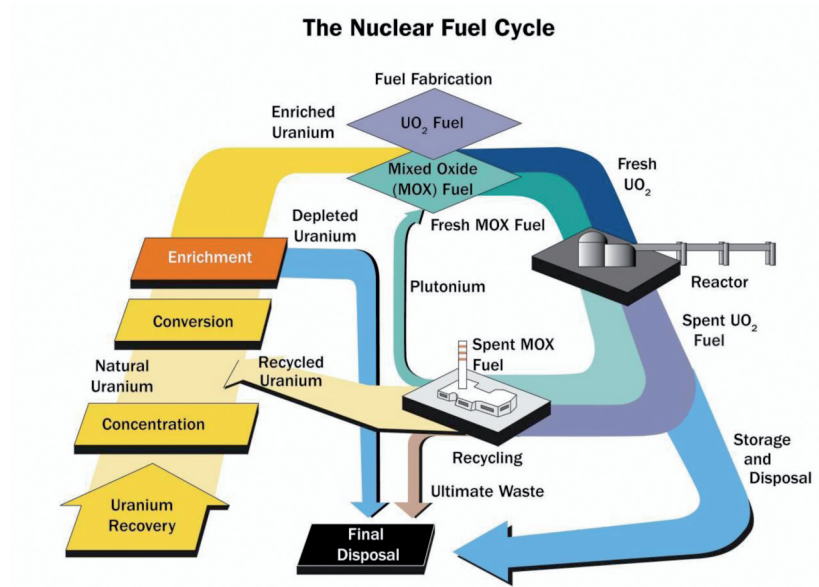 The Nuclear Fuel Cycle
Fuel Fabrication
Enriched
Uranium
UO₂ Fuel
Mixed Oxide
(MOX) Fuel
Fresh
UO₂
Depleted
Uranium
Fresh MOX Fuel
Enrichment
Plutonium
Reactor
Conversion
Spent UO₂
Fuel
Spent MOX
Fuel
Natural
Uranium
Recycled
Uranium
Concentration
Storage
and
Disposal
Recycling
Ultimate Waste
Uranium
Recovery
Final
Disposal